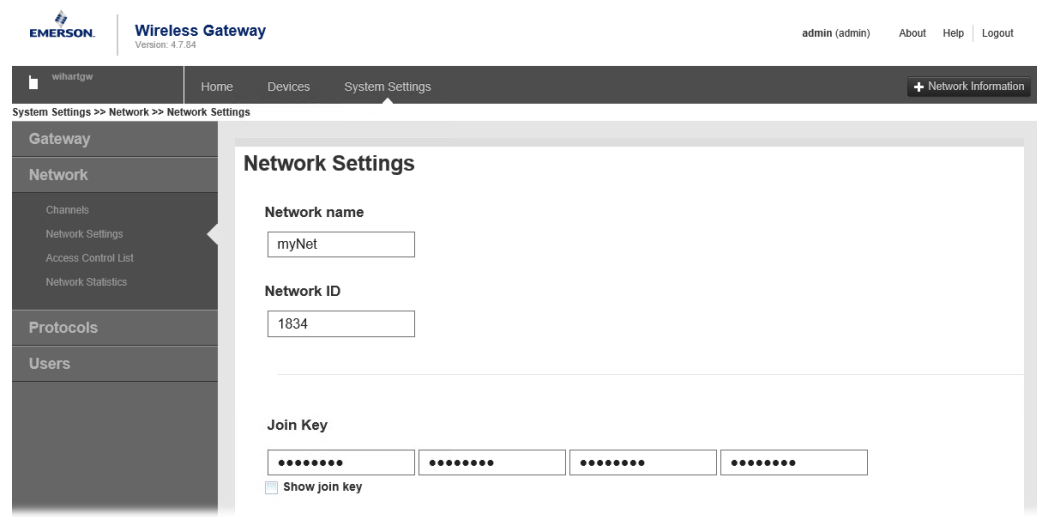 EMERSON.
Wireless Gateway
Version: 4.7.84
admin (admin) About Help Logout
wihartgw
Home Devices System Settings
+ Network Information
System Settings >> Network >> Network Settings
Gateway
Network
Channels
Network Settings
Access Control List
Network Statistics
Protocols
Users
Network Settings
Network name
myNet
Network ID
1834
Join Key
•••••••• •••••••• •••••••• ••••••••
Show join key